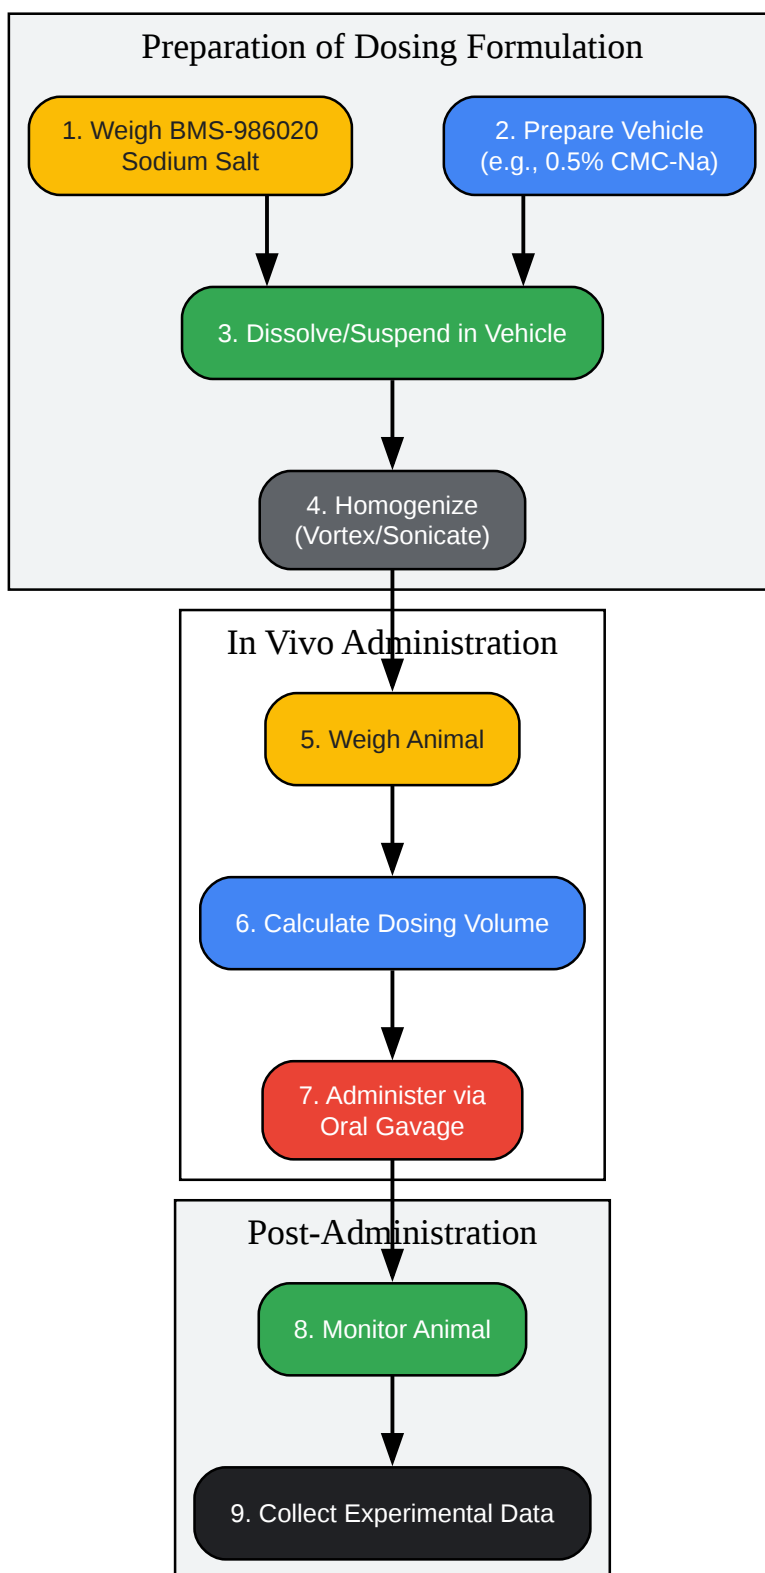 Preparation of Dosing Formulation
1. Weigh BMS-986020
Sodium Salt
2. Prepare Vehicle
(e.g., 0.5% CMC-Na)
3. Dissolve/Suspend in Vehicle
4. Homogenize
(Vortex/Sonicate)
In Vivo Administration
5. Weigh Animal
6. Calculate Dosing Volume
7. Administer via
Oral Gavage
Post-Administration
8. Monitor Animal
9. Collect Experimental Data